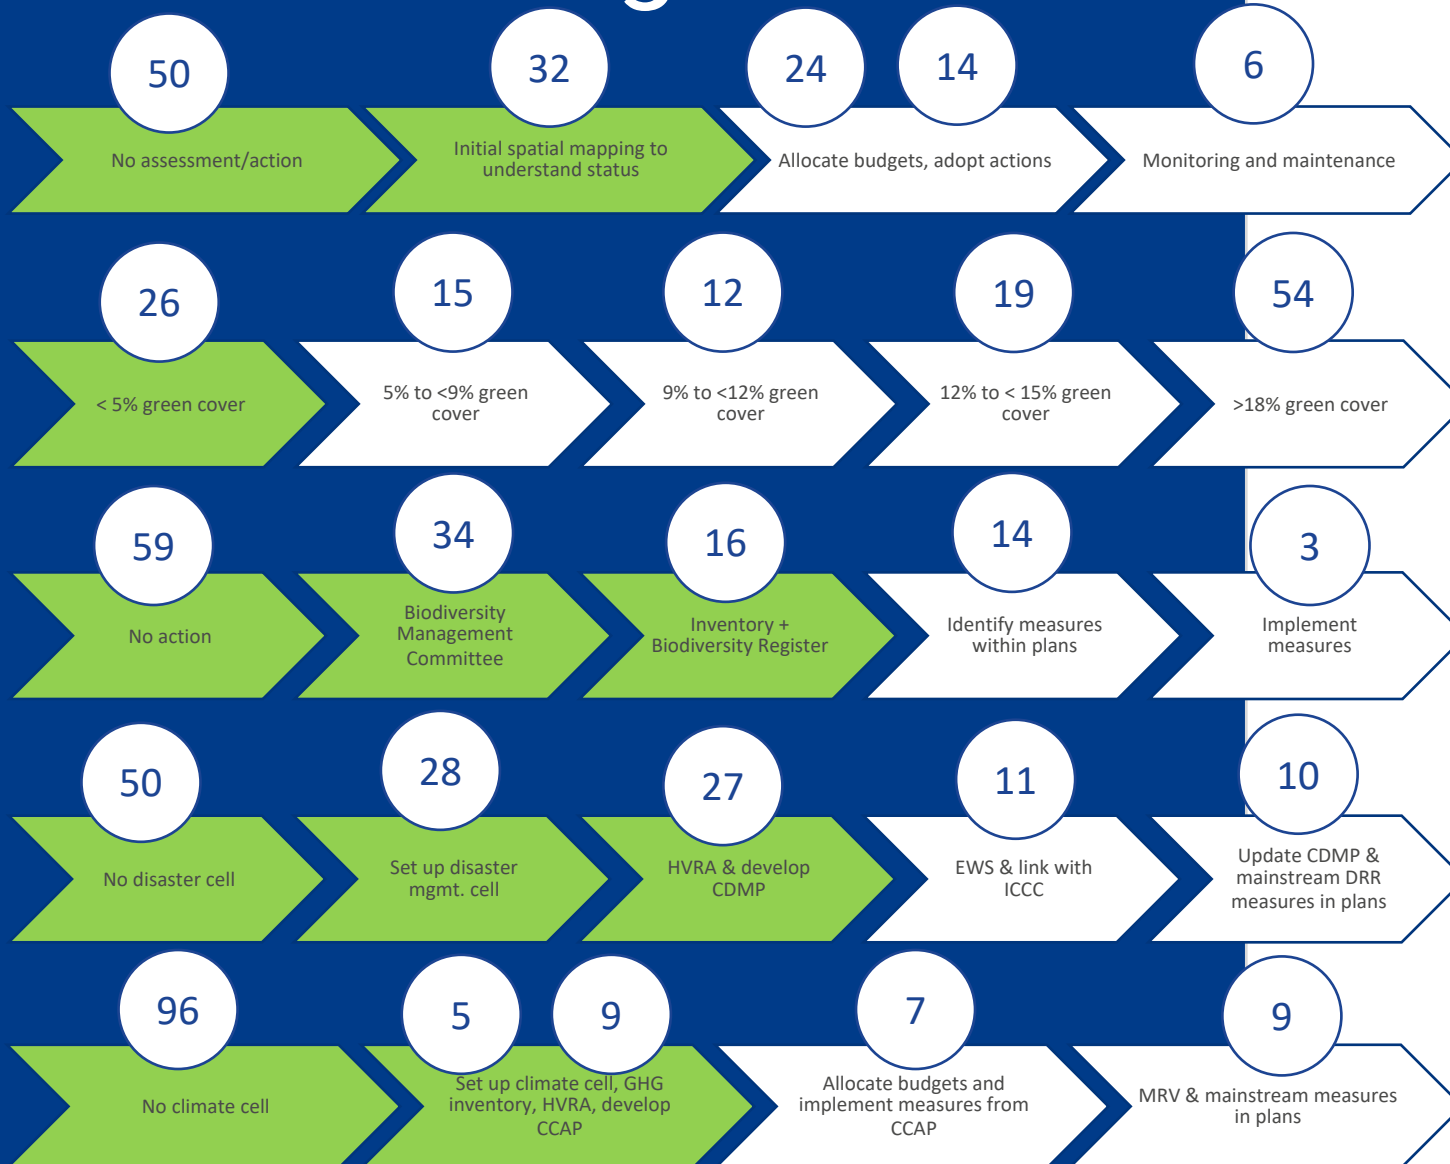 50
32
24
14
6
No assessment/action
Initial spatial mapping to
understand status
Allocate budgets, adopt actions
Monitoring and maintenance
26
15
12
19
54
< 5% green cover
5% to <9% green
cover
9% to <12% green
cover
12% to < 15% green
cover
>18% green cover
59
34
16
14
3
No action
Biodiversity
Management
Committee
Inventory +
Biodiversity Register
Identify measures
within plans
Implement
measures
50
28
27
11
10
No disaster cell
Set up disaster
mgmt. cell
HVRA & develop
CDMP
EWS & link with
ICCC
Update CDMP &
mainstream DRR
measures in plans
96
5
9
7
9
No climate cell
Set up climate cell, GHG
inventory, HVRA, develop
CCAP
Allocate budgets and
implement measures from
CCAP
MRV & mainstream measures
in plans